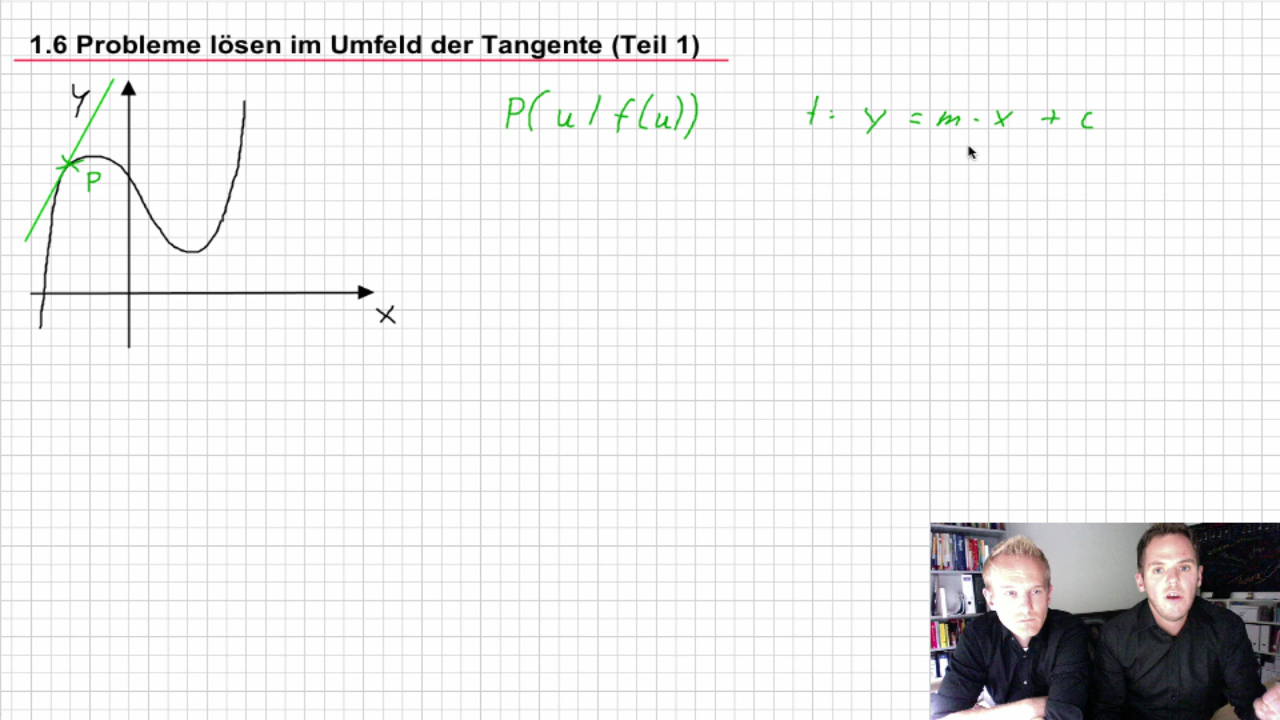 1.6 Probleme lösen im Umfeld der Tangente (Teil 1)
P( u / f(u))
t: y = m · x + c
y
P
x